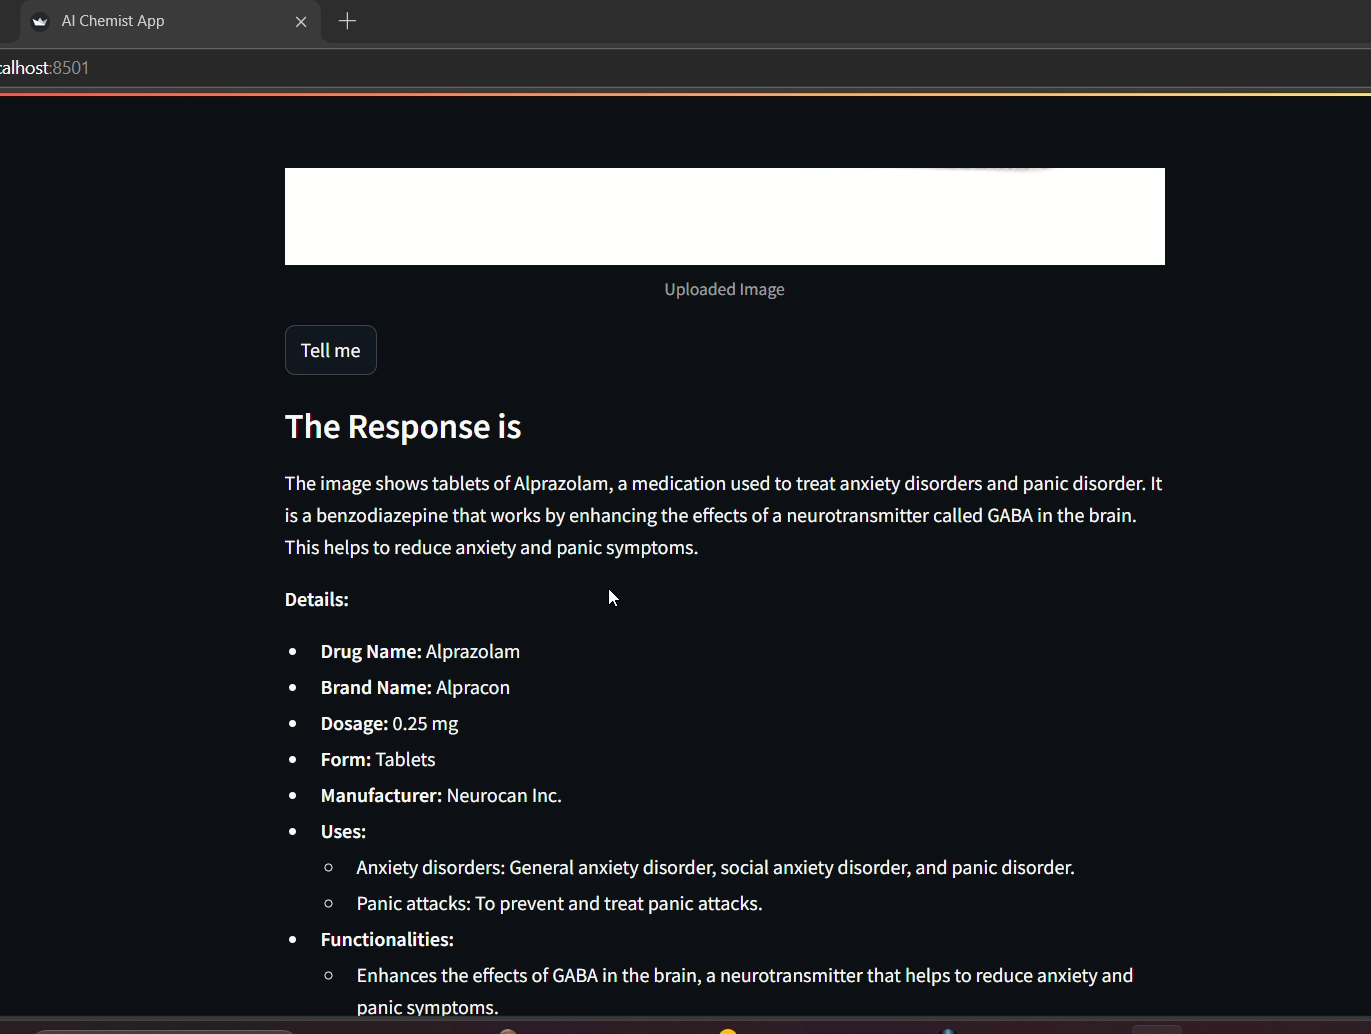 AI Chemist App
calhost:8501
Uploaded Image
Tell me
The Response is
The image shows tablets of Alprazolam, a medication used to treat anxiety disorders and panic disorder. It
is a benzodiazepine that works by enhancing the effects of a neurotransmitter called GABA in the brain.
This helps to reduce anxiety and panic symptoms.
Details:
• Drug Name: Alprazolam
• Brand Name: Alpracon
• Dosage: 0.25 mg
• Form: Tablets
• Manufacturer: Neurocan Inc.
• Uses:
◦ Anxiety disorders: General anxiety disorder, social anxiety disorder, and panic disorder.
◦ Panic attacks: To prevent and treat panic attacks.
• Functionalities:
◦ Enhances the effects of GABA in the brain, a neurotransmitter that helps to reduce anxiety and
panic symptoms.